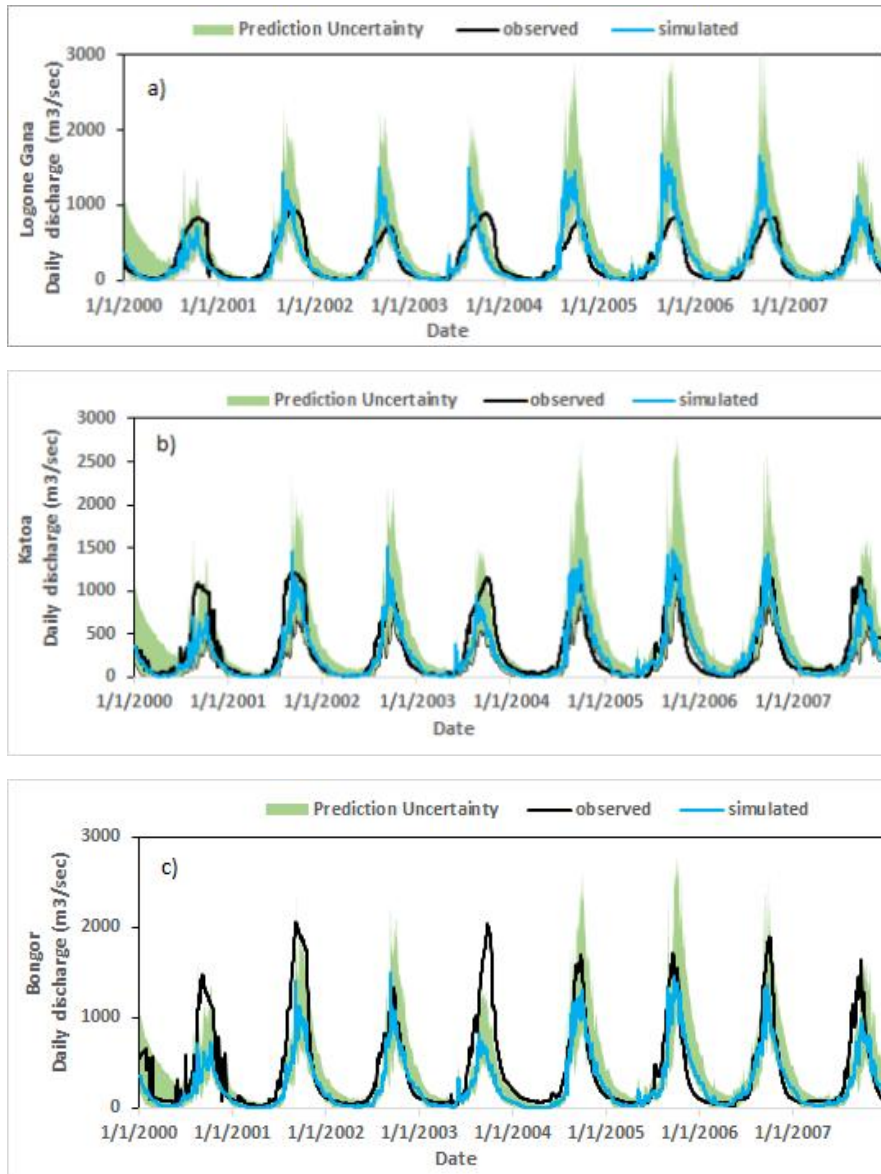 Prediction Uncertainty observed simulated
a)
3000
2000
1000
0
Logone Gana
Daily discharge (m3/sec)
1/1/2000 1/1/2001 1/1/2002 1/1/2003 1/1/2004 1/1/2005 1/1/2006 1/1/2007
Date
Prediction Uncertainty observed simulated
b)
3000
2500
2000
1500
1000
500
0
Katoa
Daily discharge (m3/sec)
1/1/2000 1/1/2001 1/1/2002 1/1/2003 1/1/2004 1/1/2005 1/1/2006 1/1/2007
Date
Prediction Uncertainty observed simulated
c)
3000
2000
1000
0
Bongor
Daily discharge (m3/sec)
1/1/2000 1/1/2001 1/1/2002 1/1/2003 1/1/2004 1/1/2005 1/1/2006 1/1/2007
Date